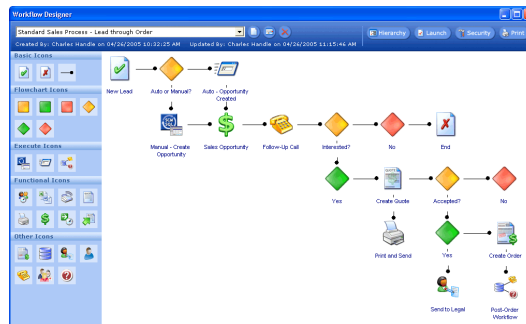 Workflow Designer
Standard Sales Process - Lead through Order
Hierarchy
Launch
Security
Print
Created By: Charles Handle on 04/26/2005 10:32:25 AM Updated By: Charles Handle on 04/26/2005 11:15:46 AM
Basic Icons
Flowchart Icons
Execute Icons
Functional Icons
Other Icons
New Lead
Auto or Manual?
Auto - Opportunity
Created
Manual - Create
Opportunity
Sales Opportunity
Follow-Up Call
Interested?
No
End
Yes
Create Quote
Accepted?
No
Print and Send
Yes
Create Order
Send to Legal
Post-Order
Workflow